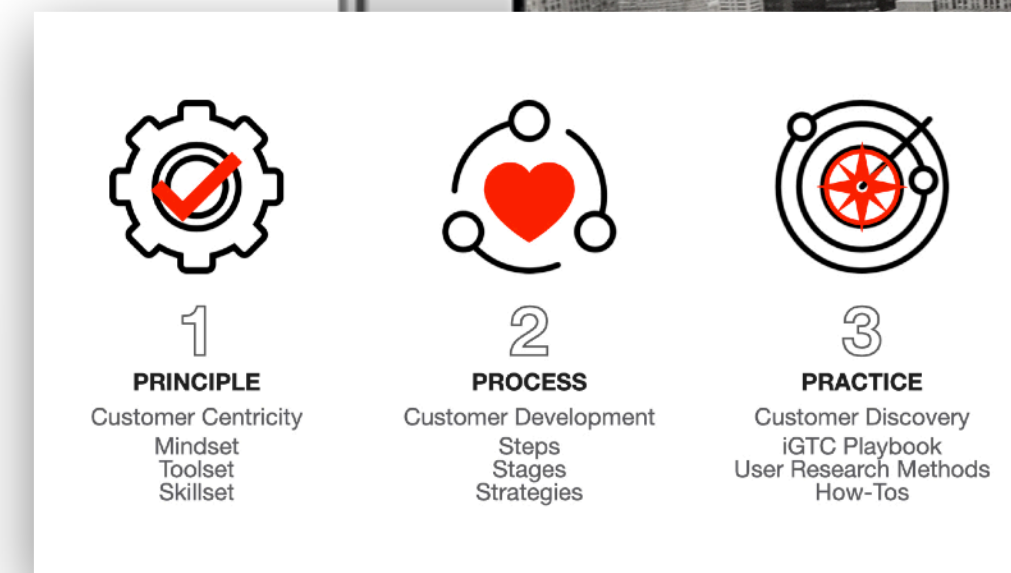 1
PRINCIPLE
Customer Centricity
Mindset
Toolset
Skillset
2
PROCESS
Customer Development
Steps
Stages
Strategies
3
PRACTICE
Customer Discovery
iGTC Playbook
User Research Methods
How-Tos